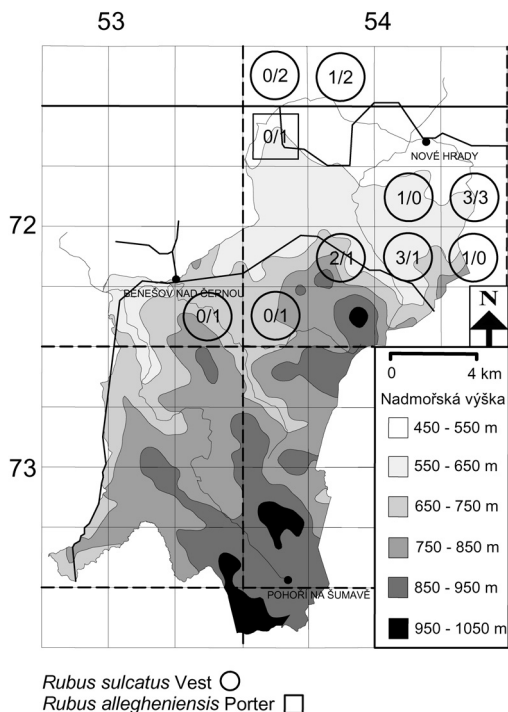 53 54
0/2 1/2
0/1
NOVÉ HRADY
1/0 3/3
72
2/1 3/1 1/0
BENEŠOV NAD ČERNOU
0/1 0/1
N
0 4 km
Nadmořská výška
450 - 550 m
550 - 650 m
73
650 - 750 m
750 - 850 m
850 - 950 m
POHOŘÍ NA ŠUMAVĚ
950 - 1050 m
Rubus sulcatus Vest
Rubus allegheniensis Porter